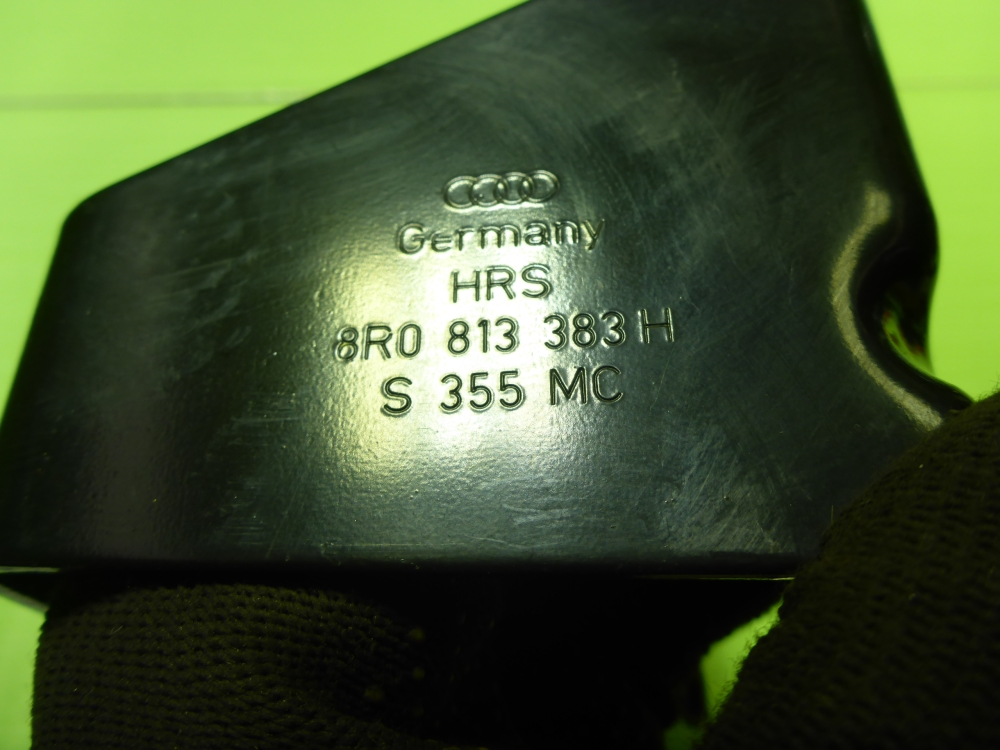 Germany
HRS
8R0 813 383 H
S 355 MC